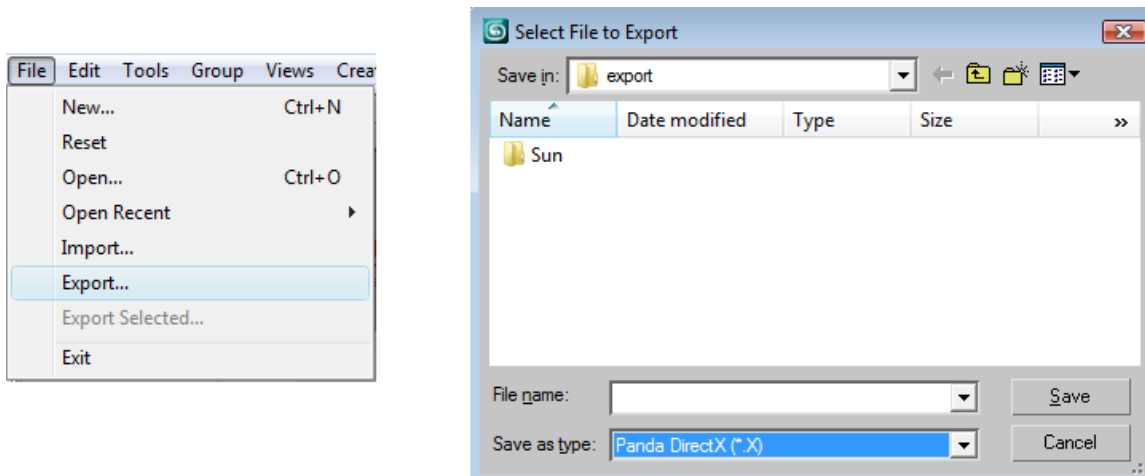 File Edit Tools Group Views
New... Ctrl+N
Reset
Open... Ctrl+O
Open Recent
Import...
Export...
Export Selected...
Exit
Select File to Export
Save in: export
Name Date modified Type Size
Sun
File name: Save
Save as type: Panda DirectX (*.X) Cancel